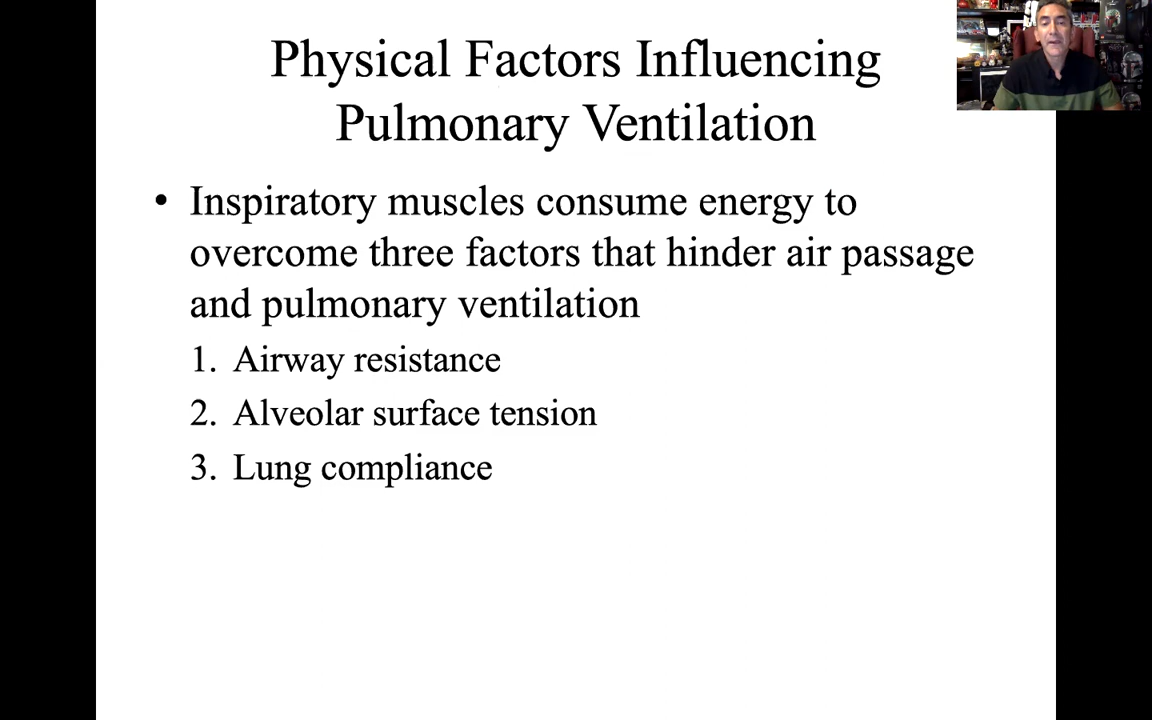 Physical Factors Influencing
Pulmonary Ventilation
• Inspiratory muscles consume energy to
overcome three factors that hinder air passage
and pulmonary ventilation
1. Airway resistance
2. Alveolar surface tension
3. Lung compliance